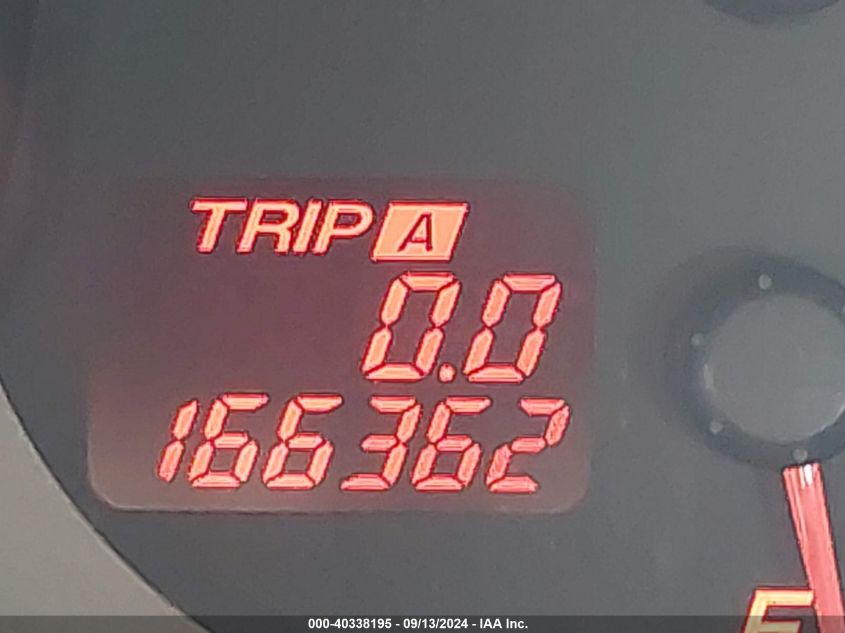 TRIP A
0.0
166362
E
000-40338195 - 09/13/2024 - IAA Inc.